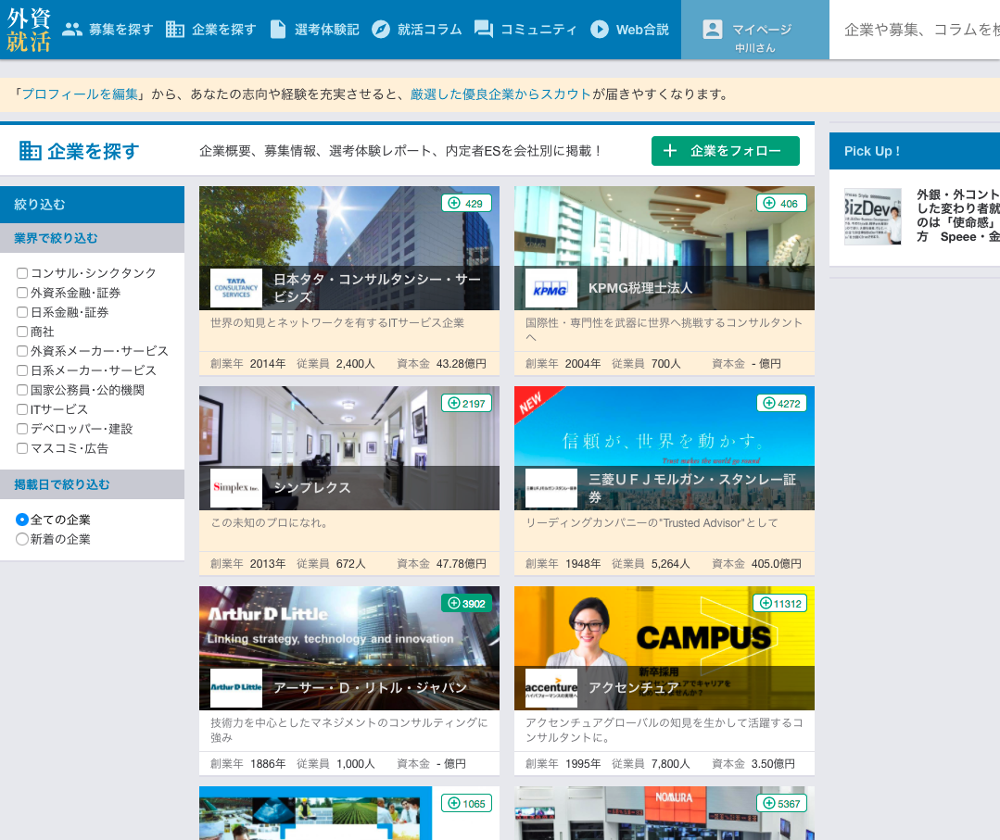 外資
就活
募集を探す
企業を探す
選考体験記
就活コラム
コミュニティ
Web合説
マイページ
中川さん
企業や募集、コラムを検
「プロフィールを編集」から、あなたの志向や経験を充実させると、厳選した優良企業からスカウトが届きやすくなります。
企業を探す
企業概要、募集情報、選考体験レポート、内定者ESを会社別に掲載！
企業をフォロー
Pick Up !
外銀・外コント
した変わり者就
のは「使命感」
方　Speee・金
BizDev
絞り込む
業界で絞り込む
コンサル・シンクタンク
外資系金融・証券
日系金融・証券
商社
外資系メーカー・サービス
日系メーカー・サービス
国家公務員・公的機関
ITサービス
デベロッパー・建設
マスコミ・広告
掲載日で絞り込む
全ての企業
新着の企業
429
TATA
CONSULTANCY
SERVICES
日本タタ・コンサルタンシー・サー
ビシズ
世界の知見とネットワークを有するITサービス企業
創業年 2014年 従業員 2,400人 資本金 43.28億円
406
KPMG
KPMG税理士法人
国際性・専門性を武器に世界へ挑戦するコンサルタント
へ
創業年 2004年 従業員 700人 資本金 - 億円
2197
Simplex Inc.
シンプレクス
この未知のプロになれ。
創業年 2013年 従業員 672人 資本金 47.78億円
NEW
4272
信頼が、世界を動かす。
Trust makes the world go round
三菱UFJモルガン・スタンレー証券
三菱ＵＦＪモルガン・スタンレー証
券
リーディングカンパニーの“Trusted Advisor”として
創業年 1948年 従業員 5,264人 資本金 405.0億円
3902
Arthur D Little
Linking strategy, technology and innovation
Arthur D Little
アーサー・Ｄ・リトル・ジャパン
技術力を中心としたマネジメントのコンサルティングに
強み
創業年 1886年 従業員 1,000人 資本金 - 億円
11312
CAMPUS
新卒採用
accenture
ハイパフォーマンスの実現へ
アクセンチュア
アクセンチュアグローバルの知見を生かして活躍するコ
ンサルタントに。
創業年 1995年 従業員 7,800人 資本金 3.50億円
1065
5367
NOMURA